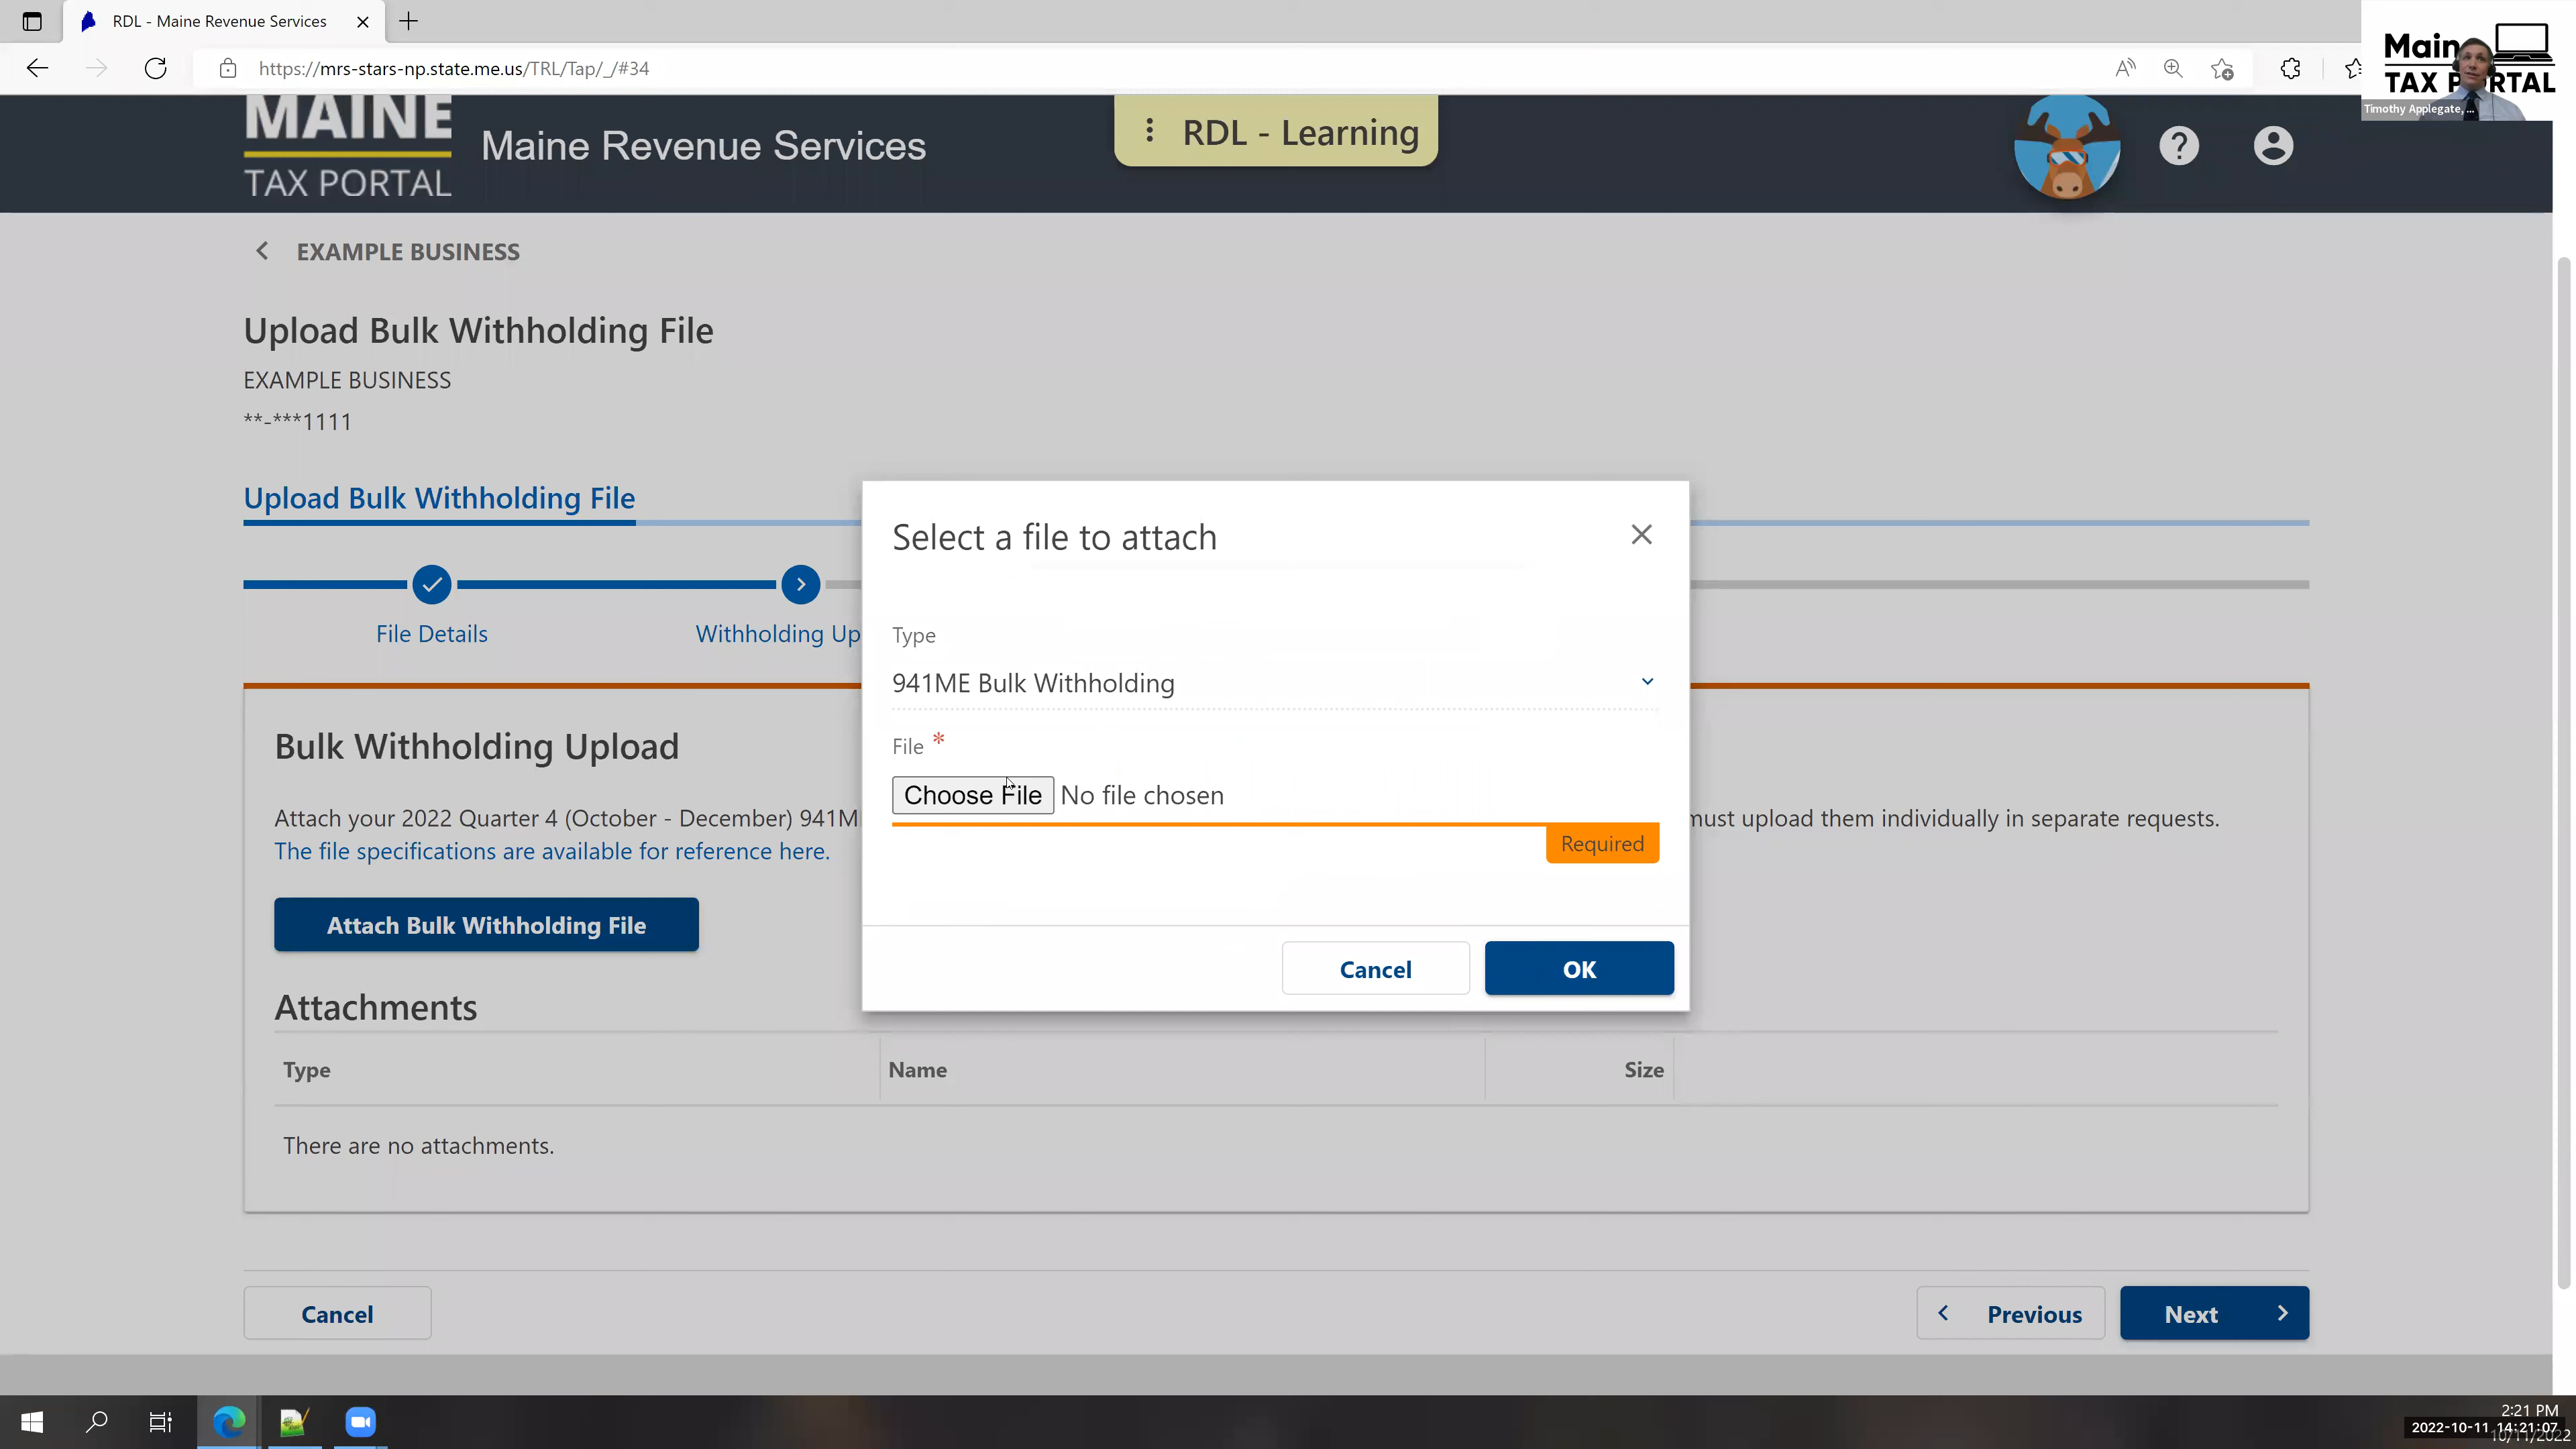 RDL - Maine Revenue Services
https://mrs-stars-np.state.me.us/TRL/Tap/_/#34
TAX PORTAL
Timothy Applegate, ...
MAINE
TAX PORTAL
Maine Revenue Services
RDL - Learning
EXAMPLE BUSINESS
Upload Bulk Withholding File
EXAMPLE BUSINESS
**-***1111
Upload Bulk Withholding File
File Details
Withholding Up
Select a file to attach
Type
941ME Bulk Withholding
File *
Choose File No file chosen
Required
Cancel
OK
Bulk Withholding Upload
Attach your 2022 Quarter 4 (October - December) 941M
must upload them individually in separate requests.
The file specifications are available for reference here.
Attach Bulk Withholding File
Attachments
Type Name Size
There are no attachments.
Cancel
Previous
Next
2:21 PM
2022-10-11 14:21:07
10/11/2022